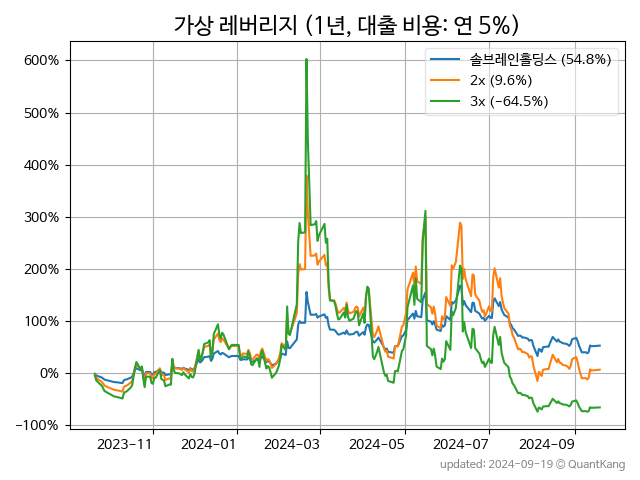 가상 레버리지 (1년, 대출 비용: 연 5%)
600%
500%
400%
300%
200%
100%
0%
−100%
솔브레인홀딩스 (54.8%)
2x (9.6%)
3x (−64.5%)
2023-11
2024-01
2024-03
2024-05
2024-07
2024-09
updated: 2024-09-19 © QuantKang